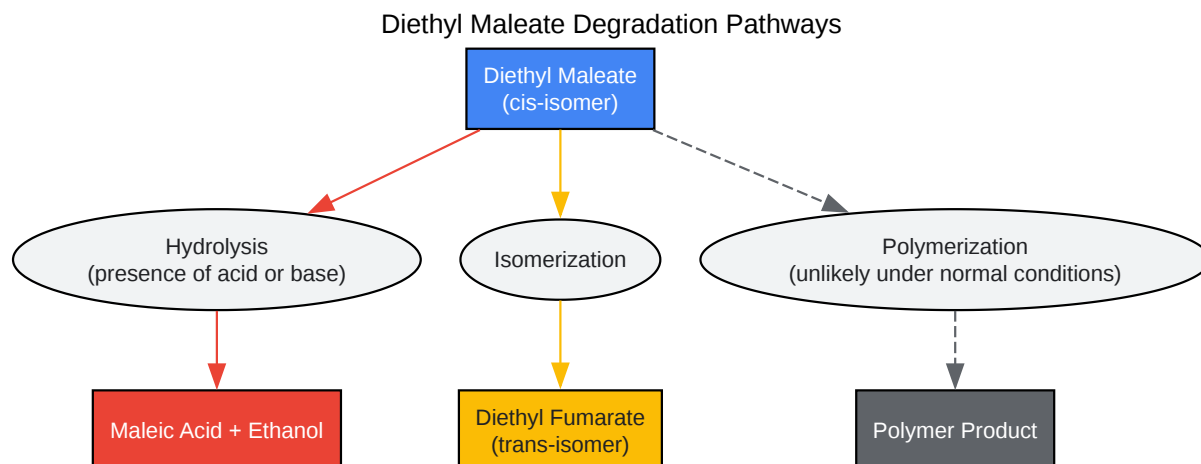 Diethyl Maleate Degradation Pathways
Diethyl Maleate
(cis-isomer)
Hydrolysis
(presence of acid or base)
Isomerization
Polymerization
(unlikely under normal conditions)
Maleic Acid + Ethanol
Diethyl Fumarate
(trans-isomer)
Polymer Product